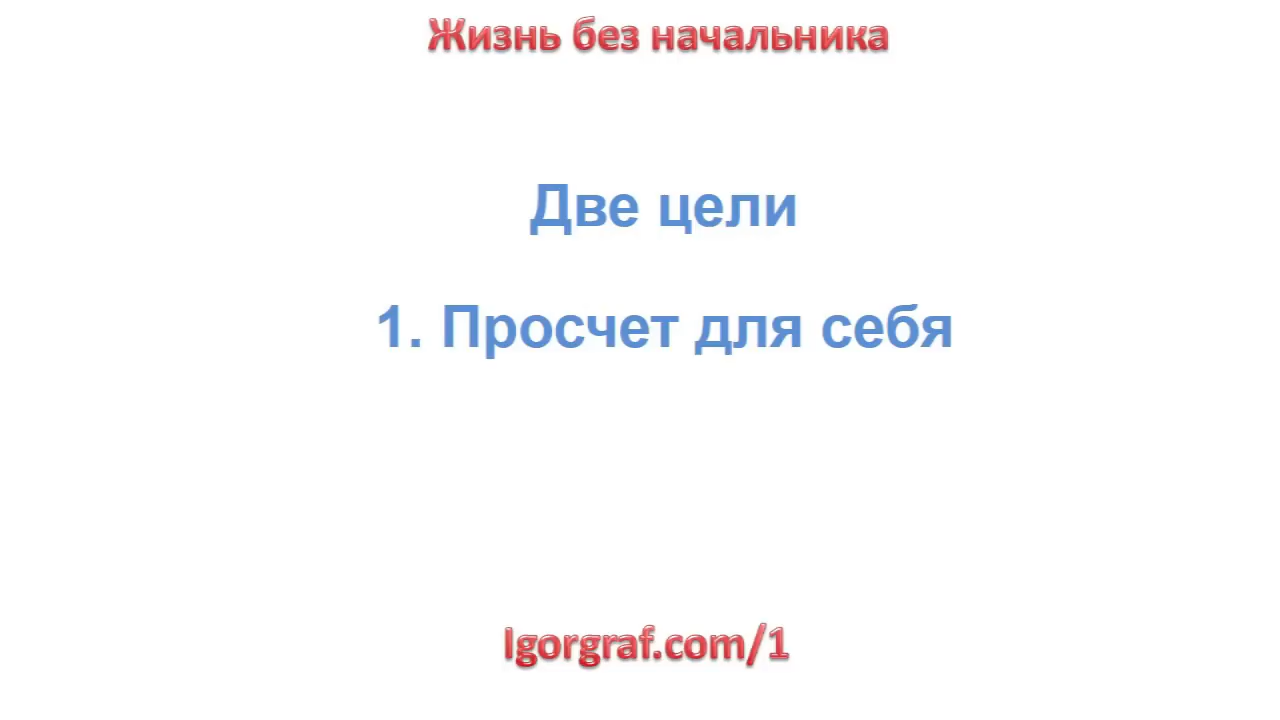 Жизнь без начальника
Две цели
1. Просчет для себя
Igorgraf.com/1